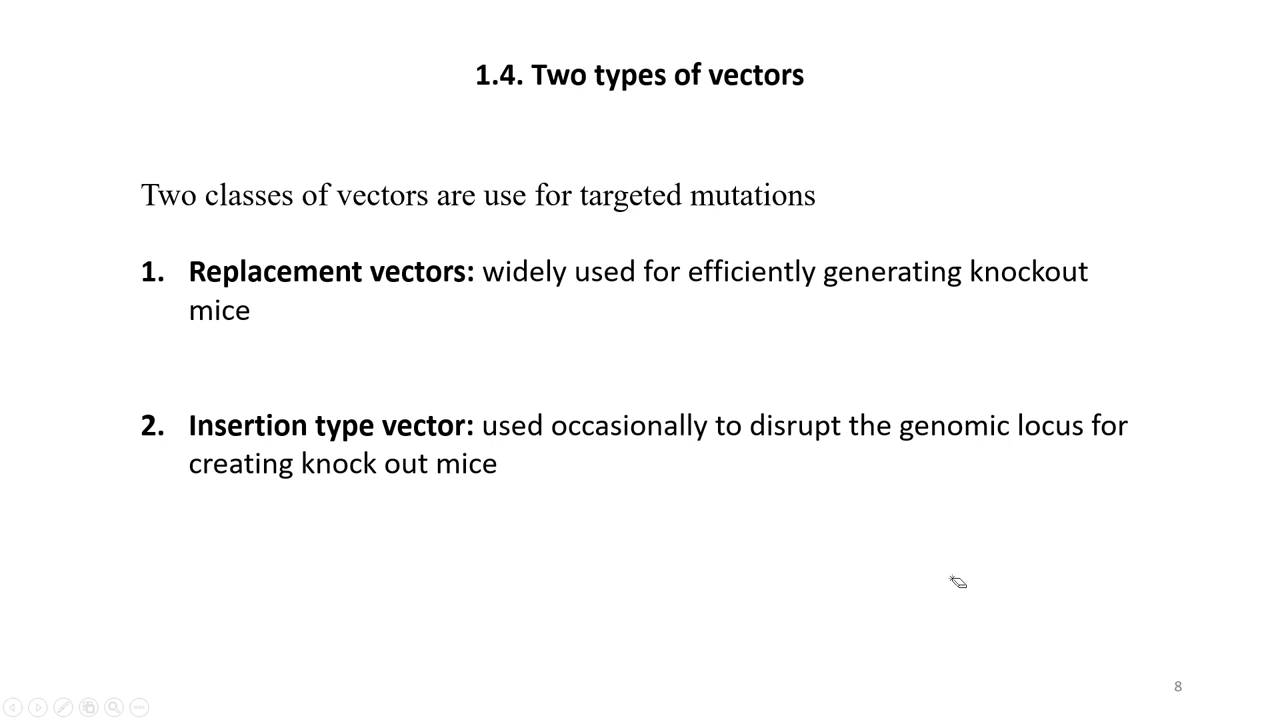 1.4. Two types of vectors
Two classes of vectors are use for targeted mutations
1. Replacement vectors: widely used for efficiently generating knockout
mice
2. Insertion type vector: used occasionally to disrupt the genomic locus for
creating knock out mice
8